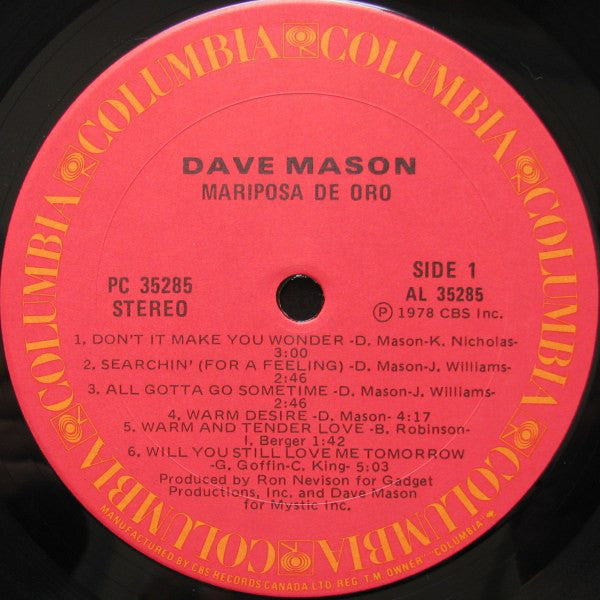 COLUMBIA COLUMBIA COLUMBIA COLUMBIA COLUMBIA COLUMBIA
DAVE MASON
MARIPOSA DE ORO
PC 35285
STEREO
SIDE 1
AL 35285
Ⓟ 1978 CBS Inc.
1. DON'T IT MAKE YOU WONDER -D. Mason-K. Nicholas-
3:00
2. SEARCHIN' (FOR A FEELING) -D. Mason-J. Williams-
2:46
3. ALL GOTTA GO SOMETIME -D. Mason-J. Williams-
2:46
4. WARM DESIRE -D. Mason- 4:17
5. WARM AND TENDER LOVE -B. Robinson-
I. Berger 1:42
6. WILL YOU STILL LOVE ME TOMORROW
-G. Goffin-C. King- 5:03
Produced by Ron Nevison for Gadget
Productions, Inc. and Dave Mason
for Mystic Inc.
MANUFACTURED BY CBS RECORDS CANADA LTD. REG. T.M. OWNER "COLUMBIA"